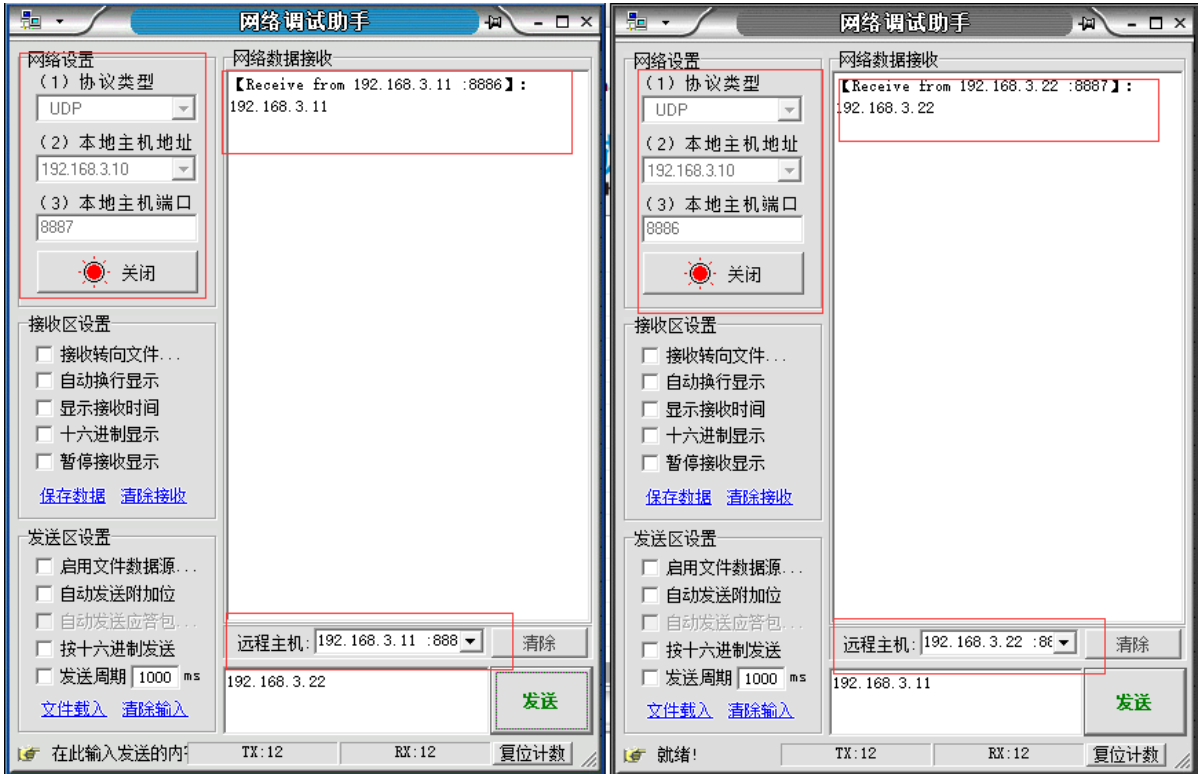 网络调试助手
网络设置
（1）协议类型
UDP
（2）本地主机地址
192.168.3.10
（3）本地主机端口
8887
关闭
接收区设置
接收转向文件...
自动换行显示
显示接收时间
十六进制显示
暂停接收显示
保存数据 清除接收
发送区设置
启用文件数据源...
自动发送附加位
自动发送应答包...
按十六进制发送
发送周期 1000 ms
文件载入 清除输入
网络数据接收
【Receive from 192.168.3.11 :8886】:
192.168.3.11
远程主机: 192.168.3.11 :888
清除
192.168.3.22
发送
在此输入发送的内
TX:12
RX:12
复位计数
网络调试助手
网络设置
（1）协议类型
UDP
（2）本地主机地址
192.168.3.10
（3）本地主机端口
8886
关闭
接收区设置
接收转向文件...
自动换行显示
显示接收时间
十六进制显示
暂停接收显示
保存数据 清除接收
发送区设置
启用文件数据源...
自动发送附加位
自动发送应答包...
按十六进制发送
发送周期 1000 ms
文件载入 清除输入
网络数据接收
【Receive from 192.168.3.22 :8887】:
192.168.3.22
远程主机: 192.168.3.22 :88
清除
192.168.3.11
发送
就绪!
TX:12
RX:12
复位计数